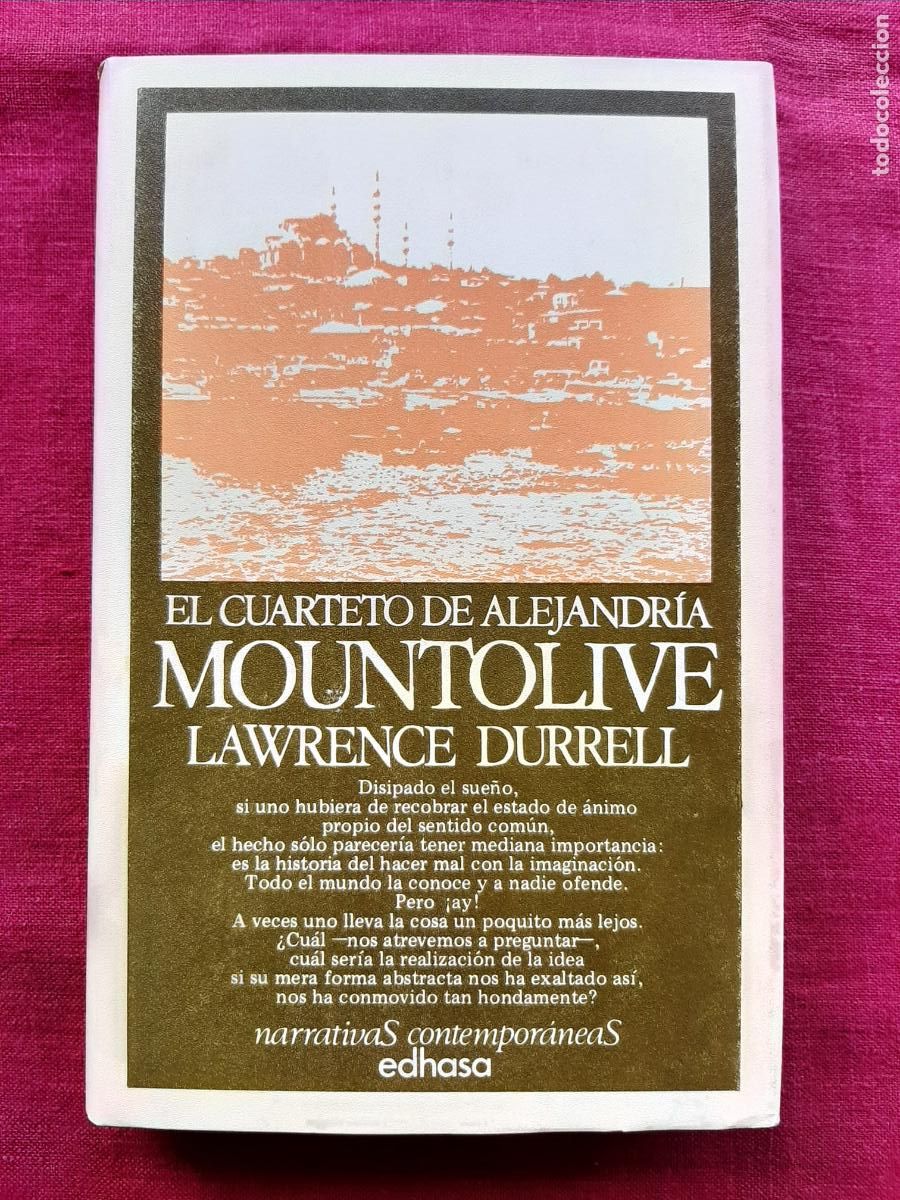 EL CUARTETO DE ALEJANDRÍA
MOUNTOLIVE
LAWRENCE DURRELL
Disipado el sueño,
si uno hubiera de recobrar el estado de ánimo
propio del sentido común,
el hecho sólo parecería tener mediana importancia:
es la historia del hacer mal con la imaginación.
Todo el mundo la conoce y a nadie ofende.
Pero ¡ay!
A veces uno lleva la cosa un poquito más lejos.
¿Cuál —nos atrevemos a preguntar—,
cuál sería la realización de la idea
si su mera forma abstracta nos ha exaltado así,
nos ha conmovido tan hondamente?
narrativaS contemporáneaS
edhasa
todocoleccion